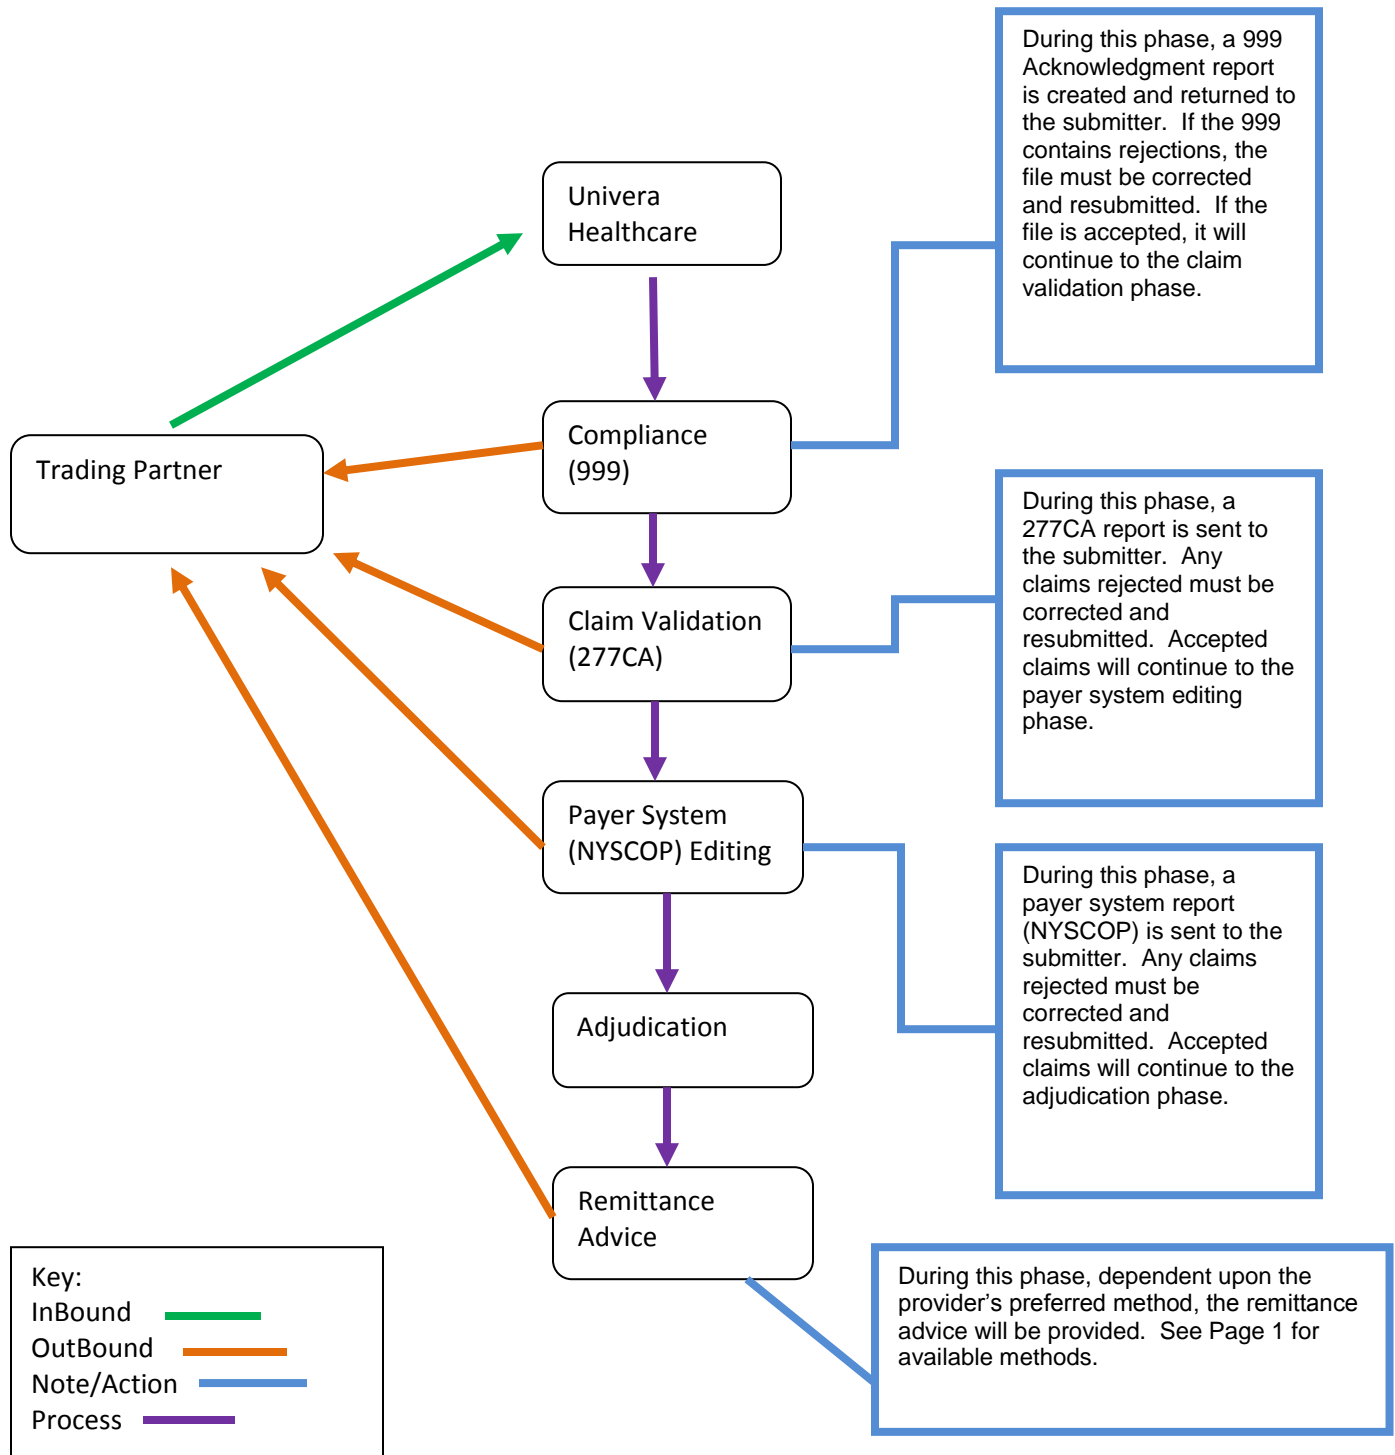 During this phase, a 999
Acknowledgment report
is created and returned to
the submitter.  If the 999
contains rejections, the
file must be corrected
and resubmitted.  If the
file is accepted, it will
continue to the claim
validation phase.
Univera
Healthcare
Compliance
(999)
Trading Partner
During this phase, a
277CA report is sent to
the submitter.  Any
claims rejected must be
corrected and
resubmitted.  Accepted
claims will continue to the
payer system editing
phase.
Claim Validation
(277CA)
Payer System
(NYSCOP) Editing
During this phase, a
payer system report
(NYSCOP) is sent to the
submitter.  Any claims
rejected must be
corrected and
resubmitted.  Accepted
claims will continue to the
adjudication phase.
Adjudication
Remittance
Advice
During this phase, dependent upon the
provider’s preferred method, the remittance
advice will be provided.  See Page 1 for
available methods.
Key:
InBound
OutBound
Note/Action
Process